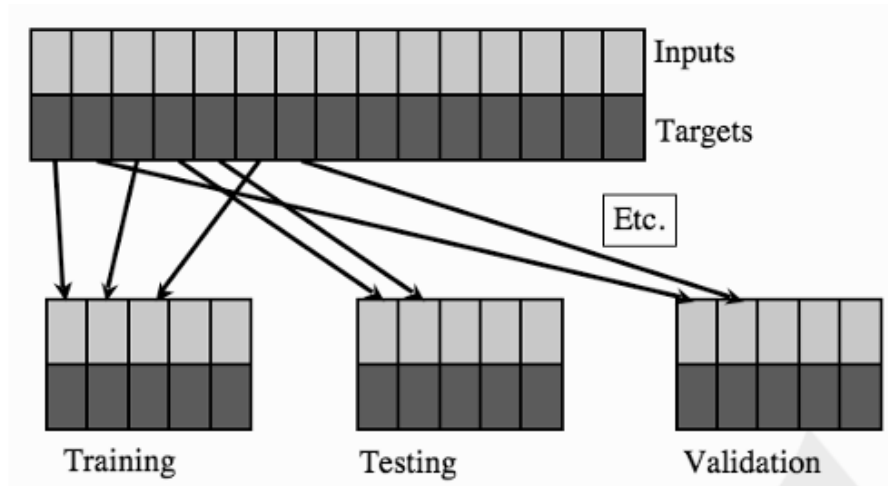 Inputs
Targets
Etc.
Training
Testing
Validation